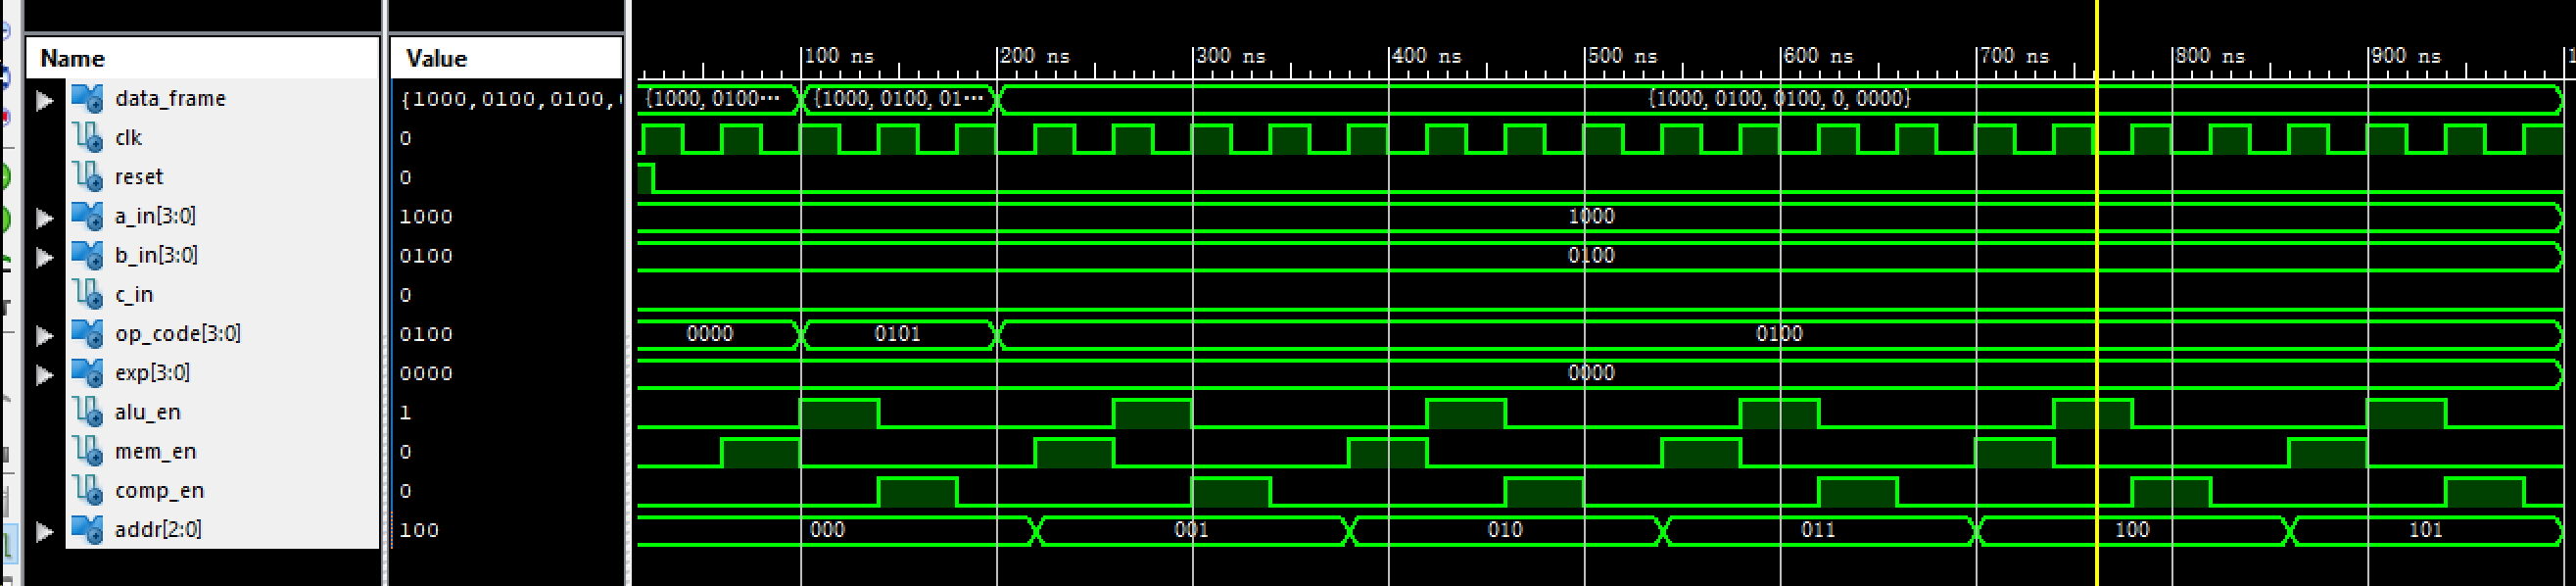 Name Value 100 ns 200 ns 300 ns 400 ns 500 ns 600 ns 700 ns 800 ns 900 ns 1
data_frame {1000,0100,0100, {1000, 0100··· {1000, 0100, 01··· {1000, 0100, 0100, 0, 0000}
clk 0
reset 0
a_in[3:0] 1000 1000
b_in[3:0] 0100 0100
c_in 0
op_code[3:0] 0100 0000 0101 0100
exp[3:0] 0000 0000
alu_en 1
mem_en 0
comp_en 0
addr[2:0] 100 000 001 010 011 100 101